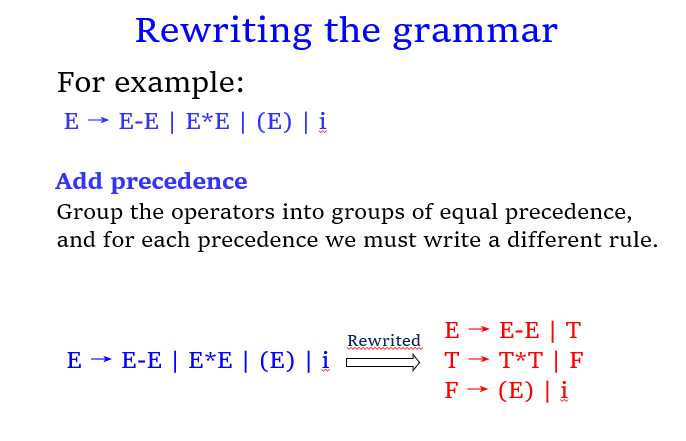 Rewriting the grammar
For example:
E → E-E | E*E | (E) | i
Add precedence
Group the operators into groups of equal precedence,
and for each precedence we must write a different rule.
E → E-E | E*E | (E) | i
Rewrited
E → E-E | T
T → T*T | F
F → (E) | i